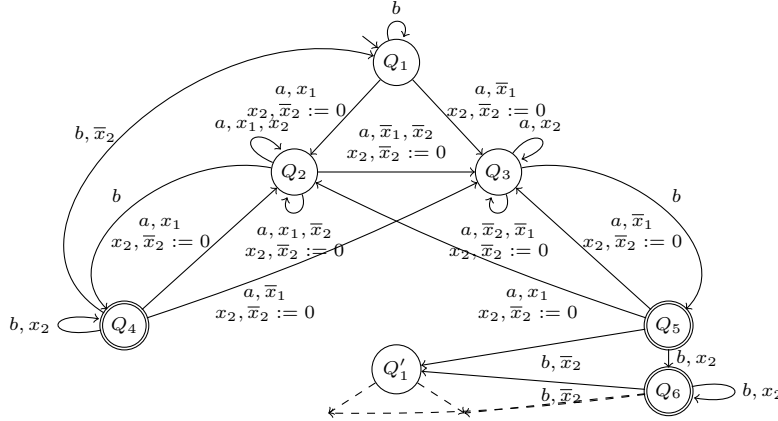 b
Q₁
a, x₁
x₂, x̅₂ := 0
a, x̅₁
x₂, x̅₂ := 0
b, x̅₂
a, x₁, x₂
a, x̅₁, x̅₂
x₂, x̅₂ := 0
a, x₂
Q₂
Q₃
b
b
a, x₁
x₂, x̅₂ := 0
a, x₁, x̅₂
x₂, x̅₂ := 0
a, x̅₂, x̅₁
x₂, x̅₂ := 0
a, x̅₁
x₂, x̅₂ := 0
a, x̅₁
x₂, x̅₂ := 0
a, x₁
x₂, x̅₂ := 0
b, x₂
Q₄
Q₅
b, x₂
Q′₁
b, x̅₂
Q₆
b, x₂
b, x̅₂